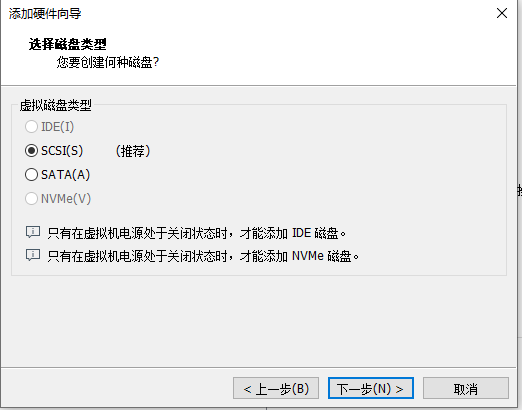 添加硬件向导
选择磁盘类型
您要创建何种磁盘?
虚拟磁盘类型
IDE(I)
SCSI(S) （推荐）
SATA(A)
NVMe(V)
只有在虚拟机电源处于关闭状态时，才能添加 IDE 磁盘。
只有在虚拟机电源处于关闭状态时，才能添加 NVMe 磁盘。
< 上一步(B) 下一步(N) > 取消